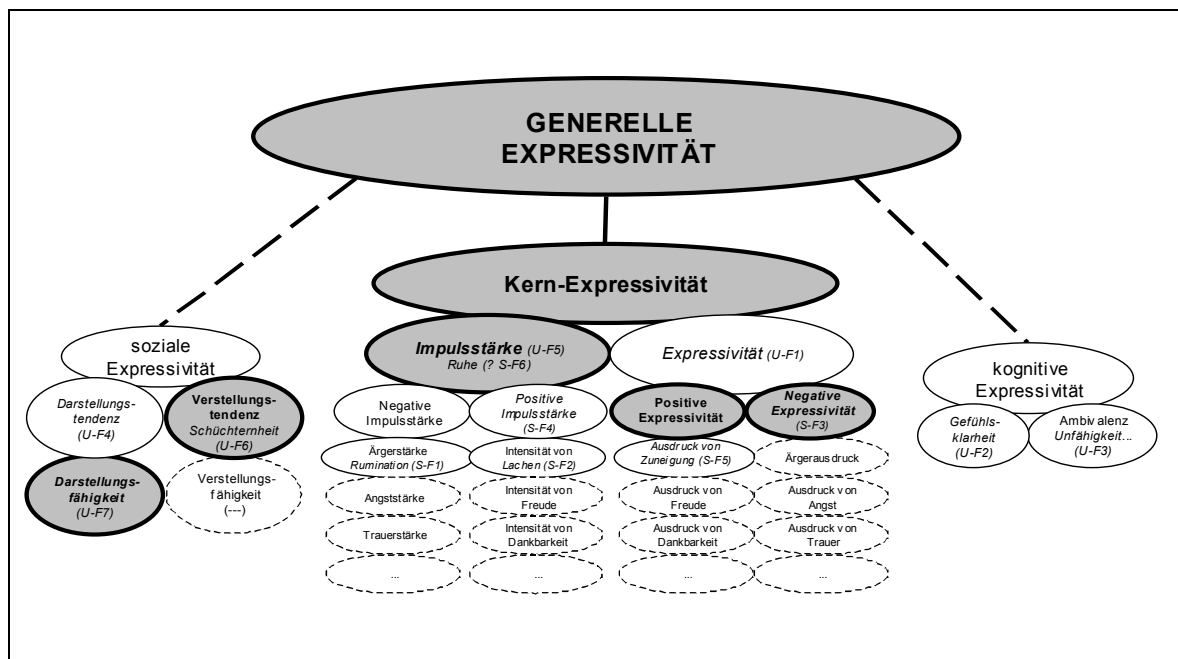 GENERELLE
EXPRESSIVITÄT
Kern-Expressivität
soziale
Expressivität
Darstellungs-
tendenz
(U-F4)
Verstellungs-
tendenz
Schüchternheit
(U-F6)
Darstellungs-
fähigkeit
(U-F7)
Verstellungs-
fähigkeit
(---)
Impulsstärke (U-F5)
Ruhe (? S-F6)
Expressivität (U-F1)
Negative
Impulsstärke
Positive
Impulsstärke
(S-F4)
Positive
Expressivität
Negative
Expressivität
(S-F3)
Ärgerstärke
Rumination (S-F1)
Intensität von
Lachen (S-F2)
Ausdruck von
Zuneigung (S-F5)
Ärgerausdruck
Angststärke
Intensität von
Freude
Ausdruck von
Freude
Ausdruck von
Angst
Trauerstärke
Intensität von
Dankbarkeit
Ausdruck von
Dankbarkeit
Ausdruck von
Trauer
...
...
...
...
kognitive
Expressivität
Gefühls-
klarheit
(U-F2)
Ambivalenz
Unfähigkeit...
(U-F3)